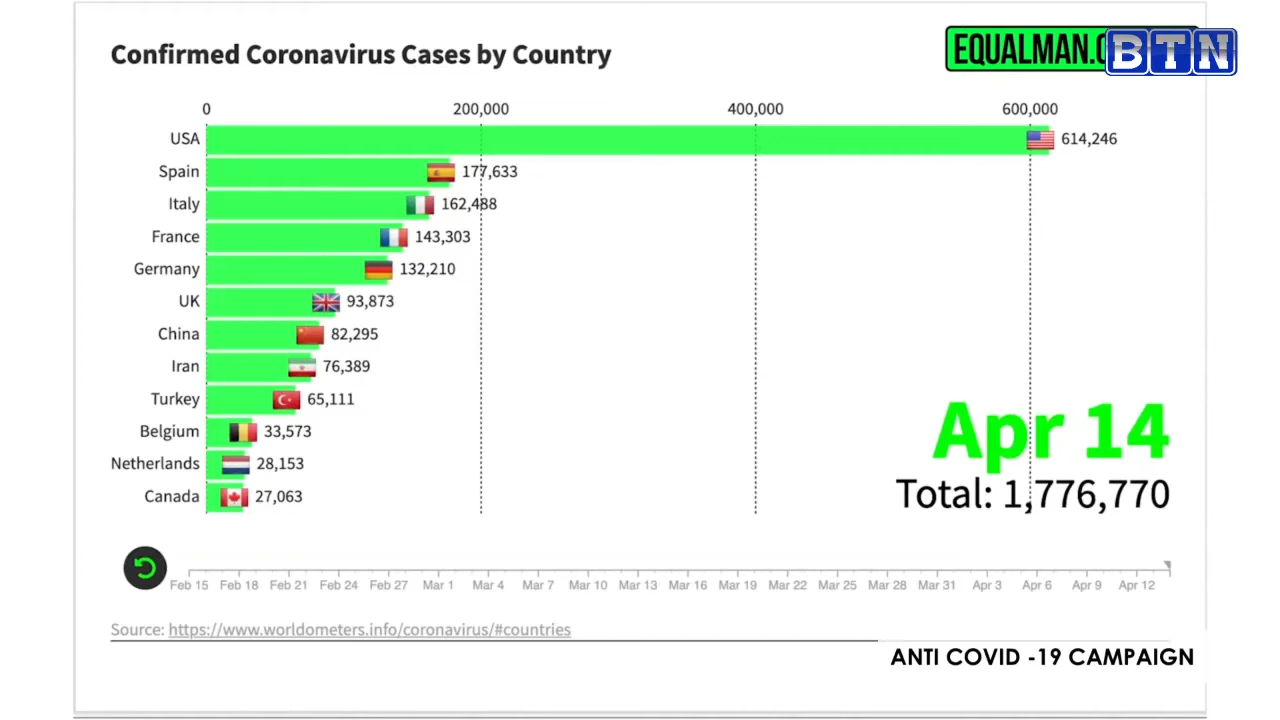 Confirmed Coronavirus Cases by Country
EQUALMAN.C
BTN
0 200,000 400,000 600,000
USA 614,246
Spain 177,633
Italy 162,488
France 143,303
Germany 132,210
UK 93,873
China 82,295
Iran 76,389
Turkey 65,111
Belgium 33,573
Netherlands 28,153
Canada 27,063
Apr 14
Total: 1,776,770
Feb 15 Feb 18 Feb 21 Feb 24 Feb 27 Mar 1 Mar 4 Mar 7 Mar 10 Mar 13 Mar 16 Mar 19 Mar 22 Mar 25 Mar 28 Mar 31 Apr 3 Apr 6 Apr 9 Apr 12
Source: https://www.worldometers.info/coronavirus/#countries
ANTI COVID -19 CAMPAIGN